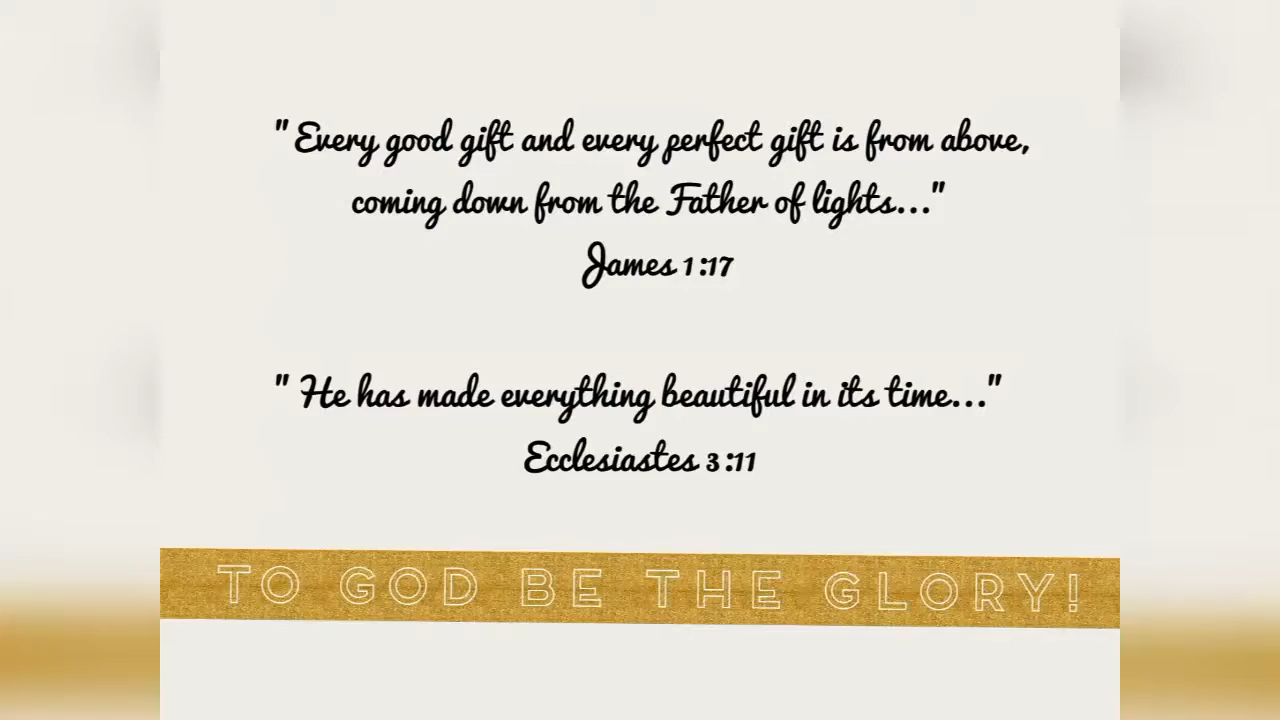 " Every good gift and every perfect gift is from above,
coming down from the Father of lights..."
James 1:17
" He has made everything beautiful in its time..."
Ecclesiastes 3:11
TO GOD BE THE GLORY!